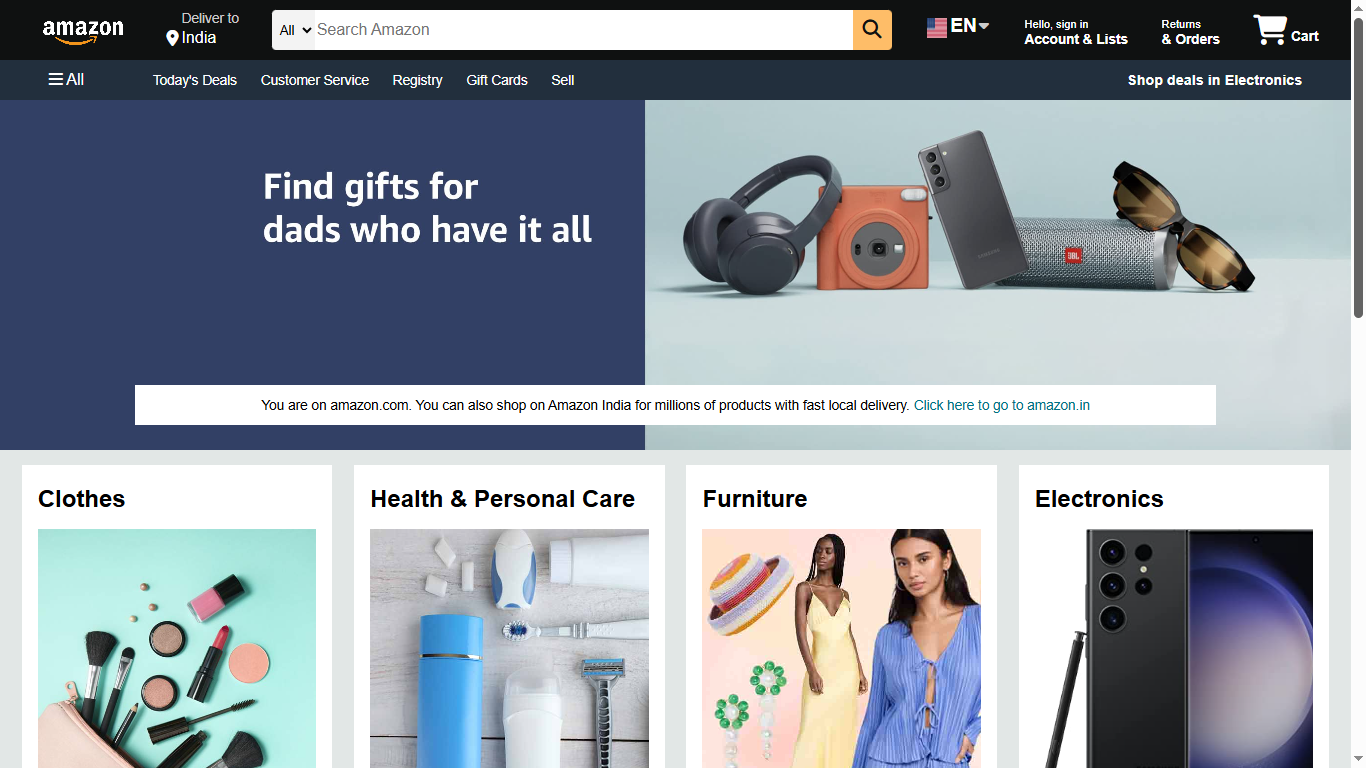 amazon
Deliver to
India
All
Search Amazon
EN
Hello, sign in
Account & Lists
Returns
& Orders
Cart
All
Today's Deals
Customer Service
Registry
Gift Cards
Sell
Shop deals in Electronics
Find gifts for
dads who have it all
SAMSUNG
JBL
You are on amazon.com. You can also shop on Amazon India for millions of products with fast local delivery. Click here to go to amazon.in
Clothes
Health & Personal Care
Furniture
Electronics